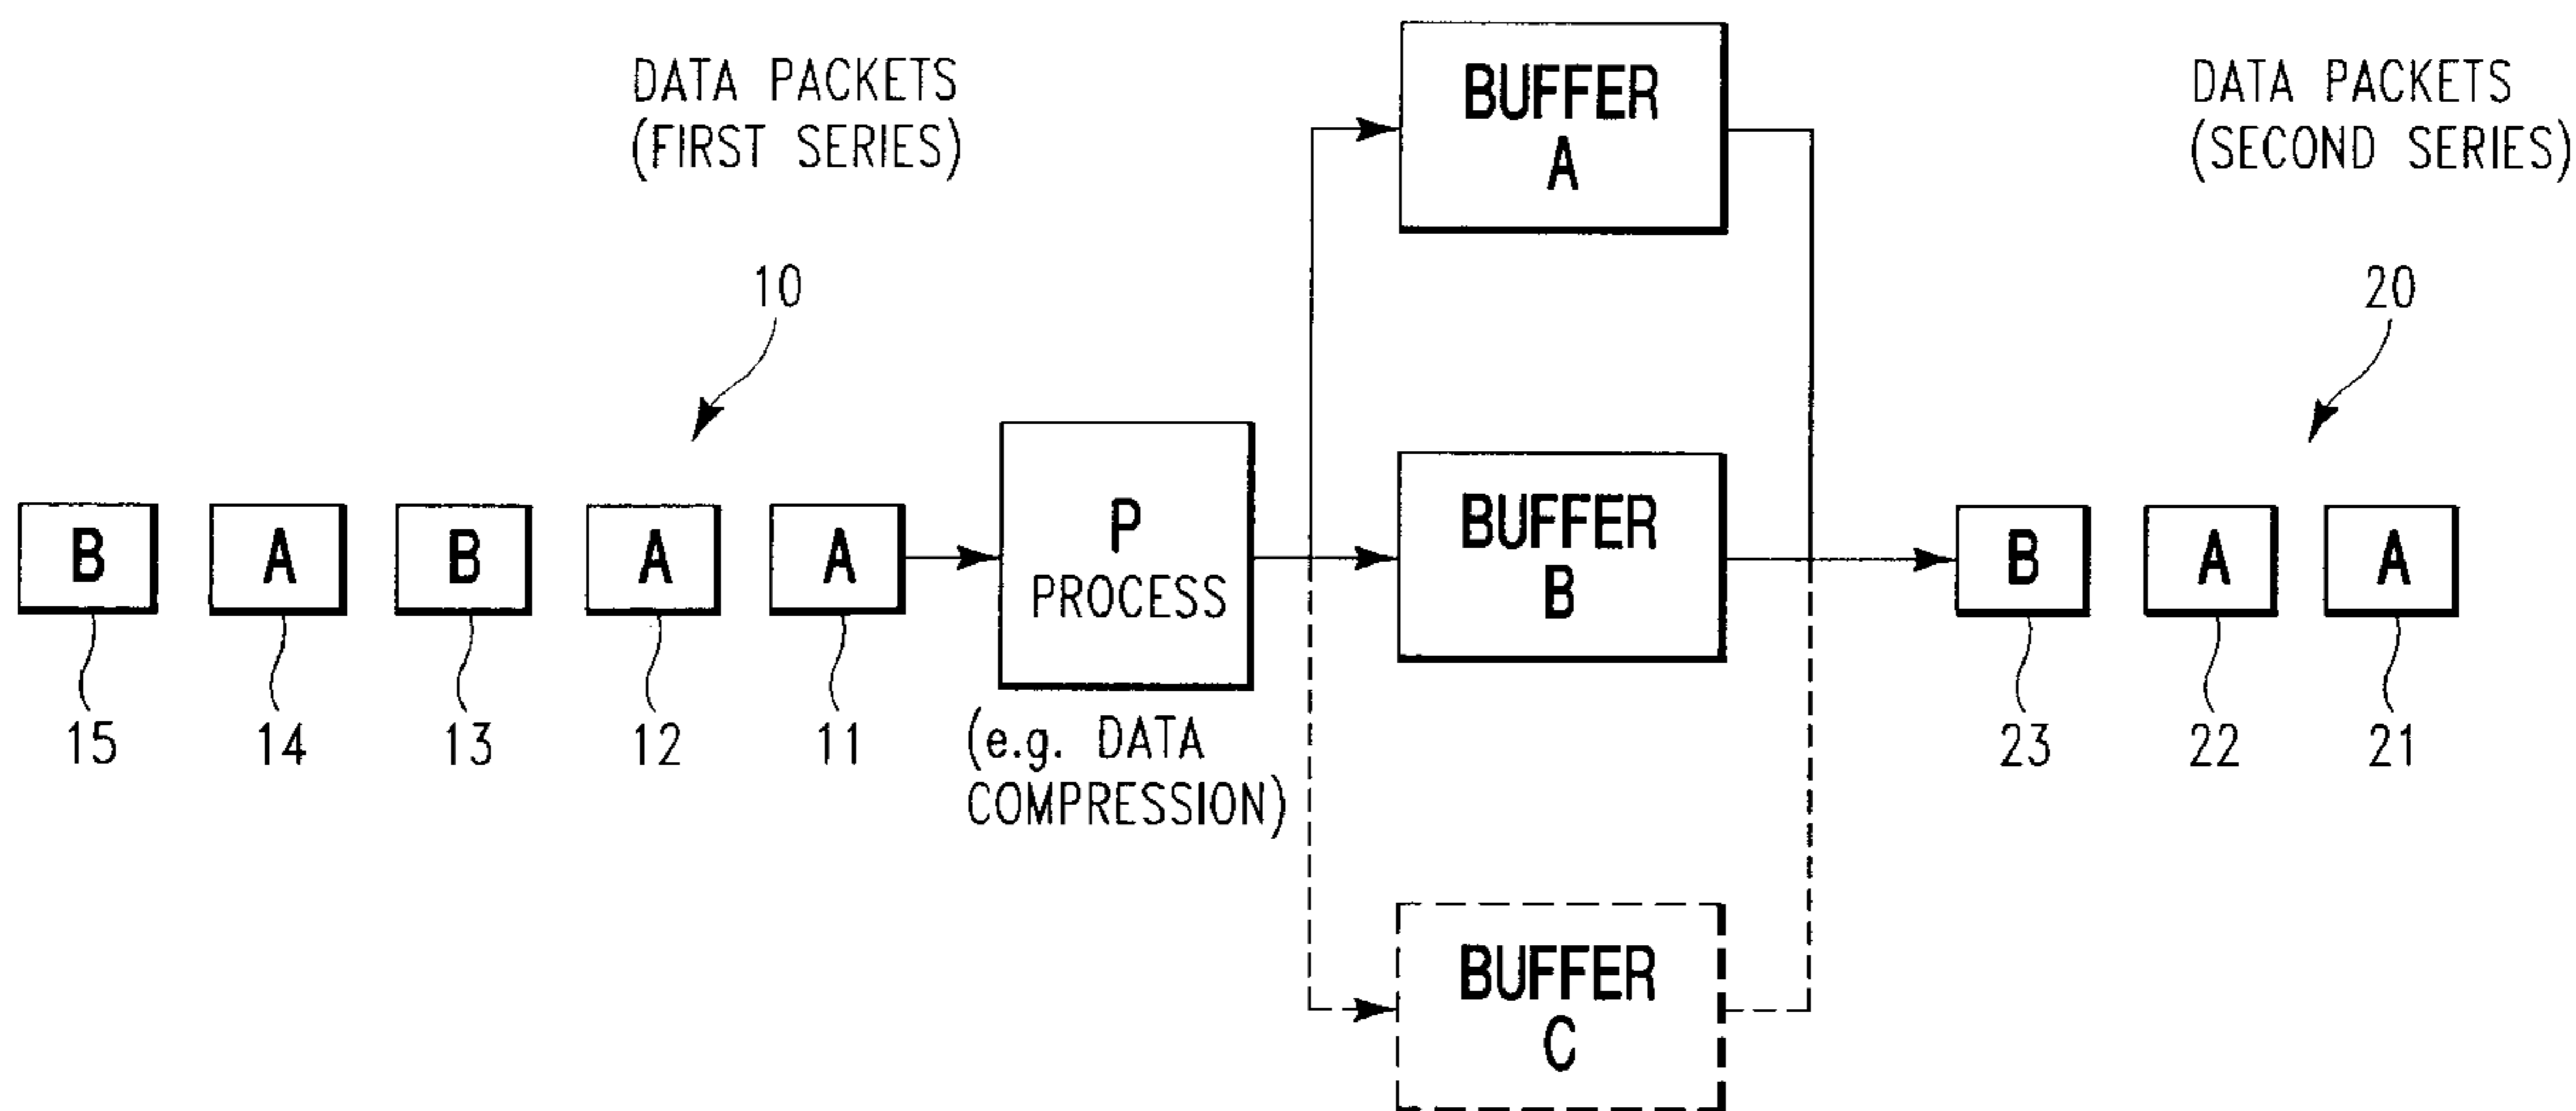 DATA PACKETS
(FIRST SERIES)
10
BUFFER
A
DATA PACKETS
(SECOND SERIES)
20
B
A
B
A
A
15
14
13
12
11
P
PROCESS
(e.g. DATA
COMPRESSION)
BUFFER
B
BUFFER
C
B
A
A
23
22
21